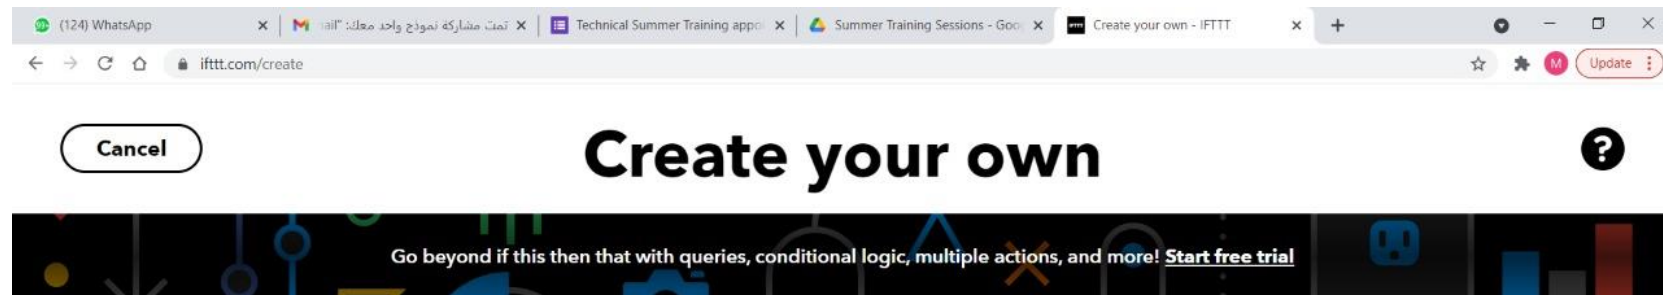 (124) WhatsApp
تمت مشاركة نموذج واحد معك: "ail
Technical Summer Training appo
Summer Training Sessions - Goo
Create your own - IFTTT
ifttt.com/create
M
Update
Cancel
Create your own
?
Go beyond if this then that with queries, conditional logic, multiple actions, and more! Start free trial